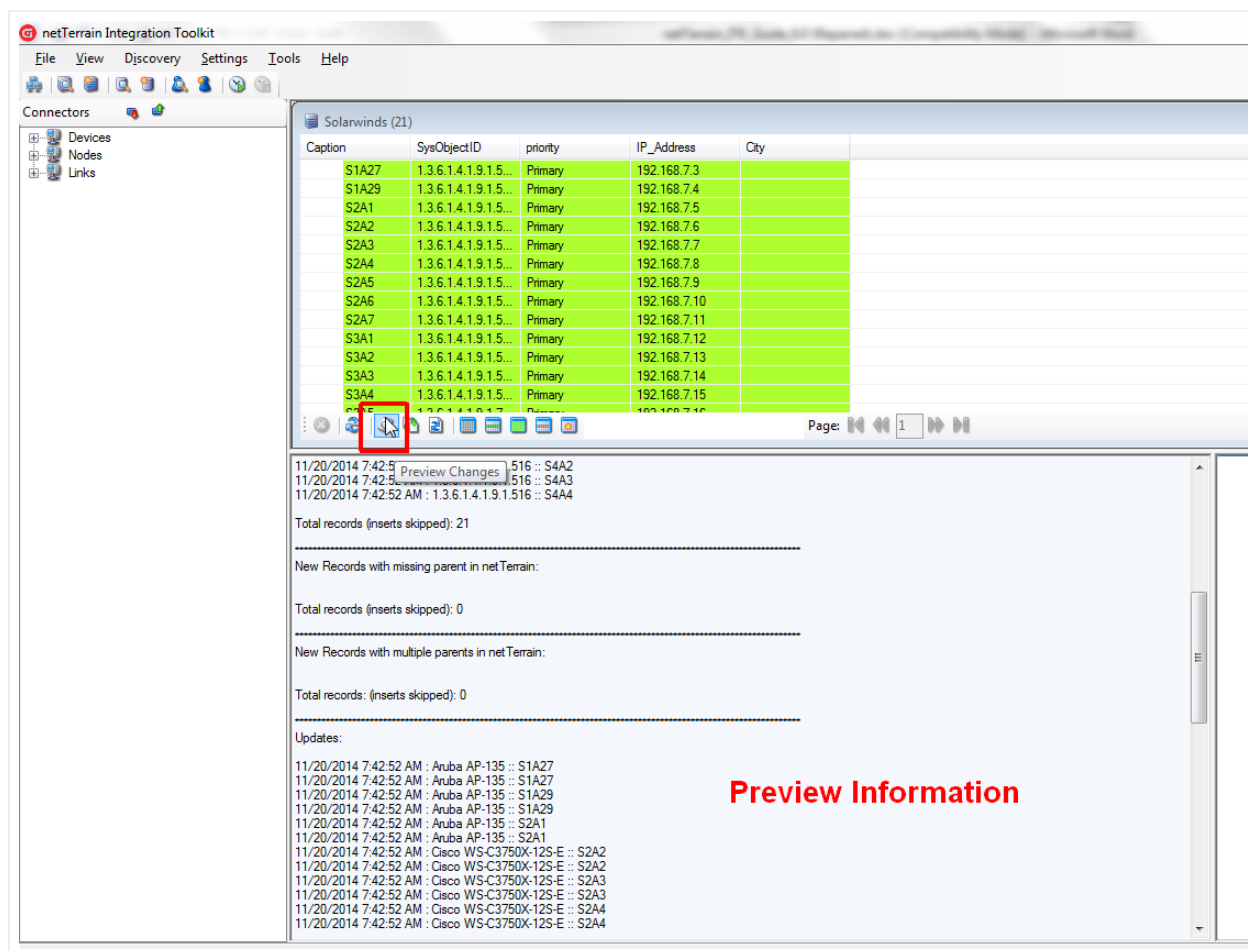 netTerrain Integration Toolkit
File View Discovery Settings Tools Help
Connectors
Devices
Nodes
Links
Solarwinds (21)
Caption SysObjectID priority IP_Address City
S1A27 1.3.6.1.4.1.9.1.5... Primary 192.168.7.3
S1A29 1.3.6.1.4.1.9.1.5... Primary 192.168.7.4
S2A1 1.3.6.1.4.1.9.1.5... Primary 192.168.7.5
S2A2 1.3.6.1.4.1.9.1.5... Primary 192.168.7.6
S2A3 1.3.6.1.4.1.9.1.5... Primary 192.168.7.7
S2A4 1.3.6.1.4.1.9.1.5... Primary 192.168.7.8
S2A5 1.3.6.1.4.1.9.1.5... Primary 192.168.7.9
S2A6 1.3.6.1.4.1.9.1.5... Primary 192.168.7.10
S2A7 1.3.6.1.4.1.9.1.5... Primary 192.168.7.11
S3A1 1.3.6.1.4.1.9.1.5... Primary 192.168.7.12
S3A2 1.3.6.1.4.1.9.1.5... Primary 192.168.7.13
S3A3 1.3.6.1.4.1.9.1.5... Primary 192.168.7.14
S3A4 1.3.6.1.4.1.9.1.5... Primary 192.168.7.15
Page: 1
Preview Changes
11/20/2014 7:42:5 516 :: S4A2
11/20/2014 7:42:52 516 :: S4A3
11/20/2014 7:42:52 AM : 1.3.6.1.4.1.9.1.516 :: S4A4
Total records (inserts skipped): 21
New Records with missing parent in netTerrain:
Total records (inserts skipped): 0
New Records with multiple parents in netTerrain:
Total records: (inserts skipped): 0
Updates:
11/20/2014 7:42:52 AM : Aruba AP-135 :: S1A27
11/20/2014 7:42:52 AM : Aruba AP-135 :: S1A27
11/20/2014 7:42:52 AM : Aruba AP-135 :: S1A29
11/20/2014 7:42:52 AM : Aruba AP-135 :: S1A29
11/20/2014 7:42:52 AM : Aruba AP-135 :: S2A1
11/20/2014 7:42:52 AM : Aruba AP-135 :: S2A1
11/20/2014 7:42:52 AM : Cisco WS-C3750X-12S-E :: S2A2
11/20/2014 7:42:52 AM : Cisco WS-C3750X-12S-E :: S2A2
11/20/2014 7:42:52 AM : Cisco WS-C3750X-12S-E :: S2A3
11/20/2014 7:42:52 AM : Cisco WS-C3750X-12S-E :: S2A3
11/20/2014 7:42:52 AM : Cisco WS-C3750X-12S-E :: S2A4
11/20/2014 7:42:52 AM : Cisco WS-C3750X-12S-E :: S2A4
Preview Information